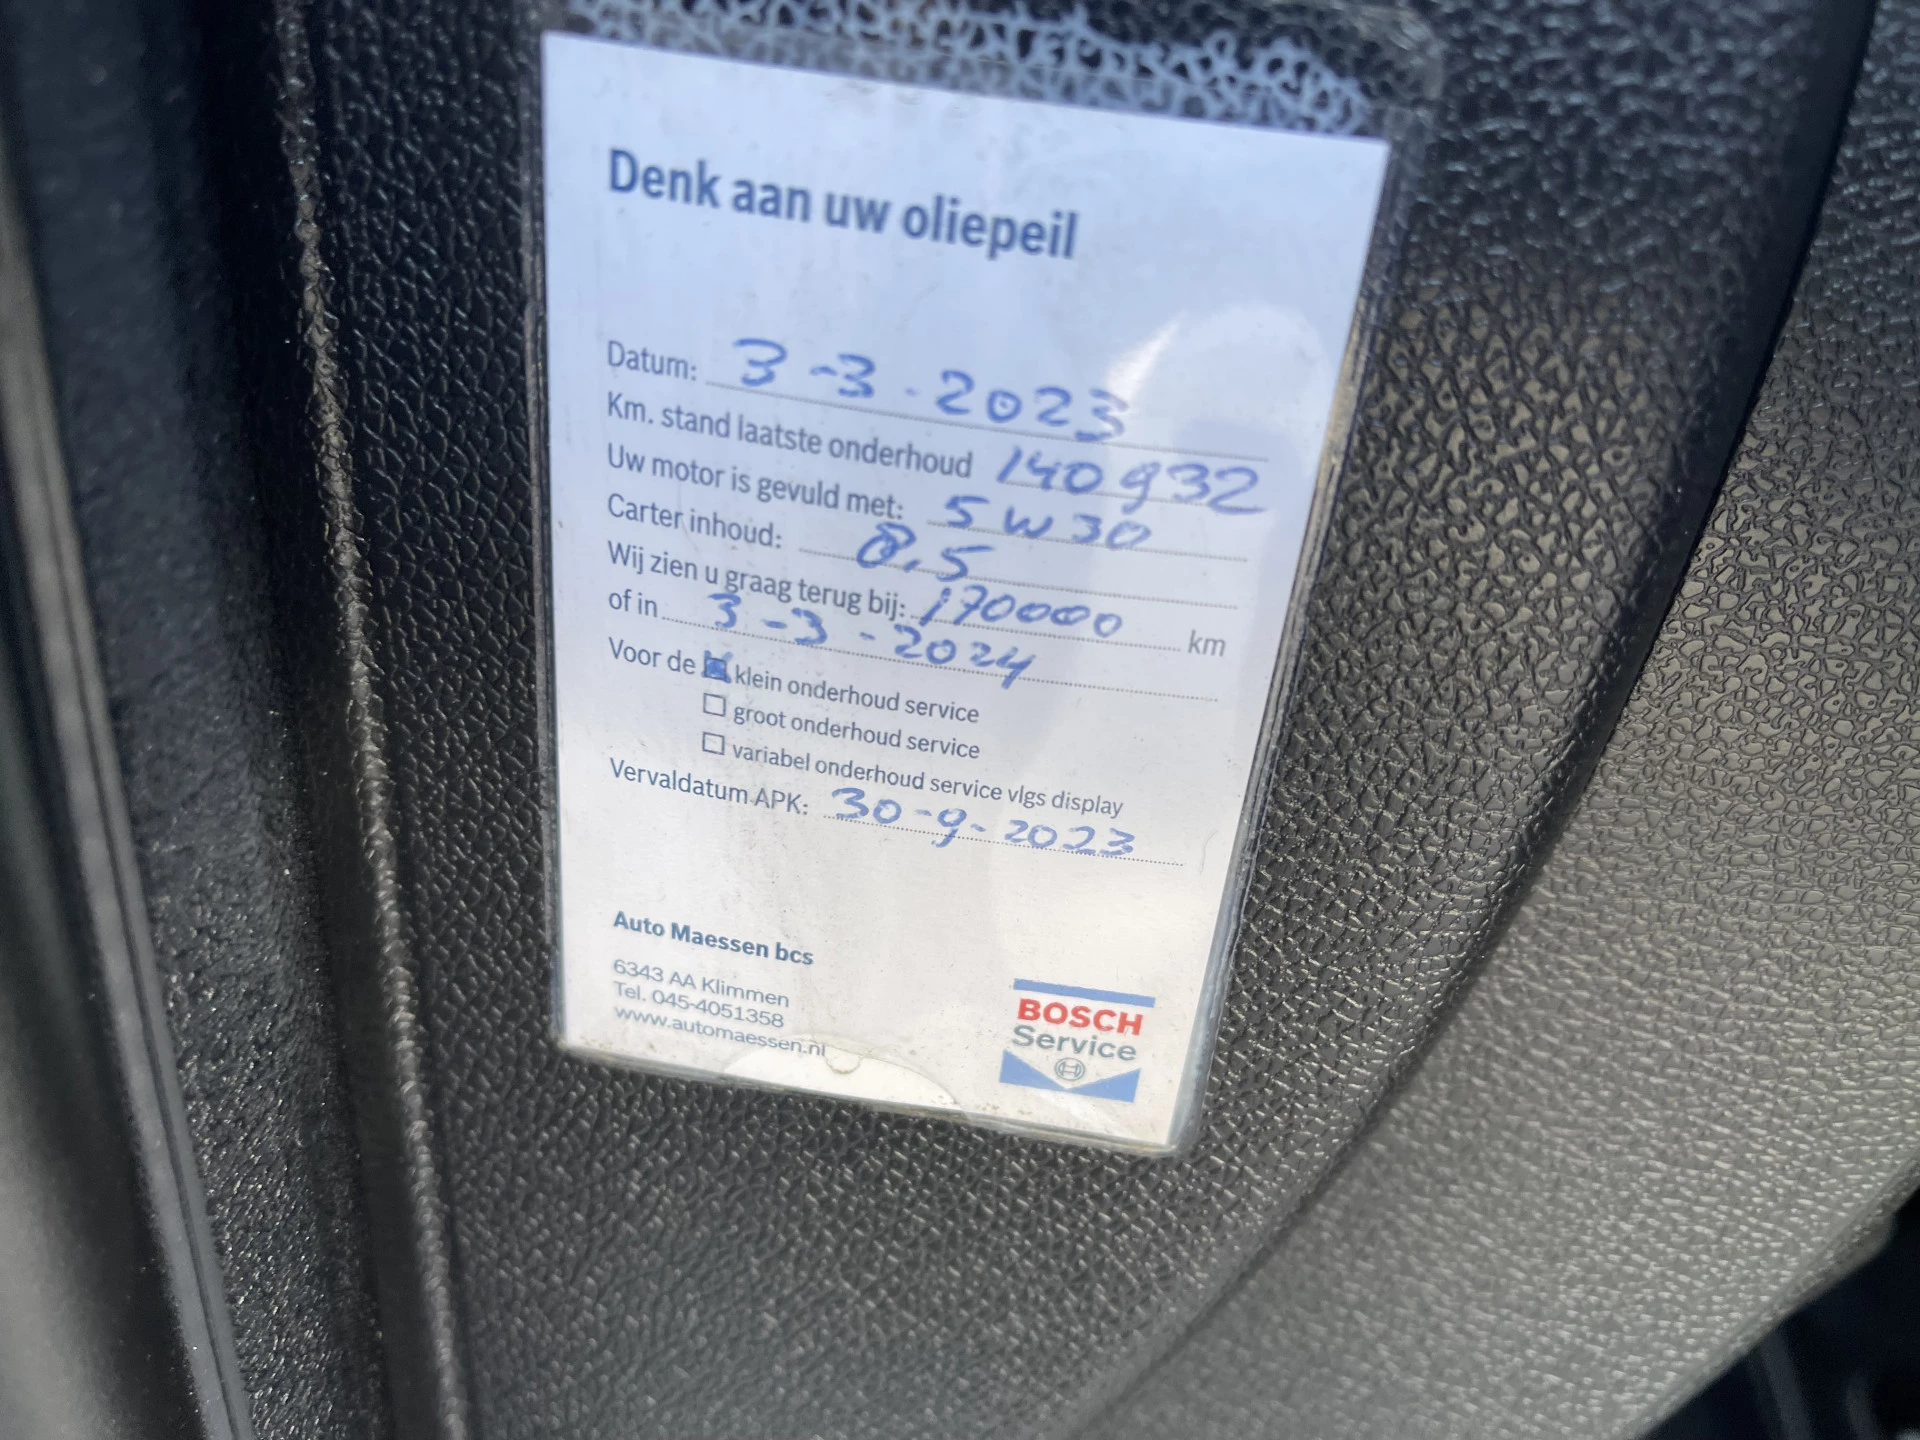 Denk aan uw oliepeil
Datum: 3-3-2023
Km. stand laatste onderhoud 140932
Uw motor is gevuld met: 5W30
Carter inhoud: 8.5
Wij zien u graag terug bij: 170000 km
of in 3-3-2024
Voor de klein onderhoud service
groot onderhoud service
variabel onderhoud service vlgs display
Vervaldatum APK: 30-9-2023
Auto Maessen bcs
6343 AA Klimmen
Tel. 045-4051358
www.automaessen.nl
BOSCH
Service